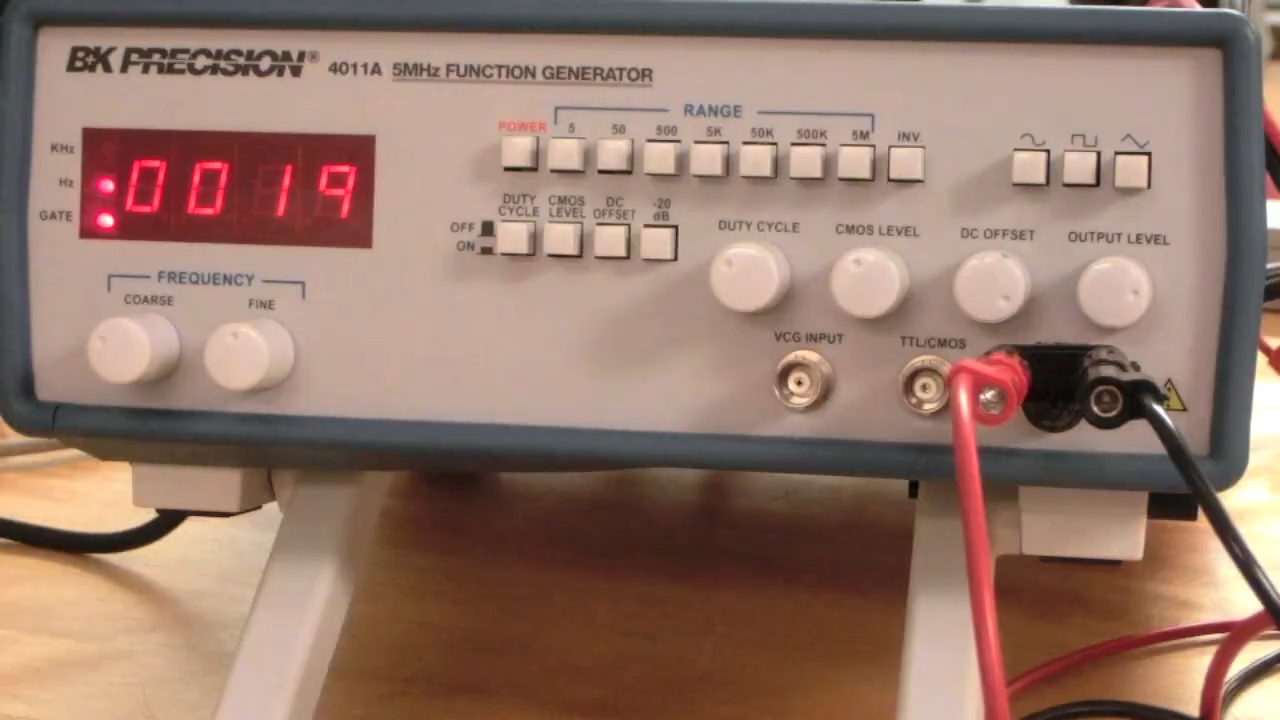 BK PRECISION® 4011A 5MHz FUNCTION GENERATOR
RANGE
POWER 5 50 500 5K 50K 500K 5M INV.
KHz
Hz
GATE
0019
DUTY CYCLE CMOS LEVEL DC OFFSET -20 dB
OFF
ON
DUTY CYCLE CMOS LEVEL DC OFFSET OUTPUT LEVEL
FREQUENCY
COARSE FINE
VCG INPUT TTL/CMOS